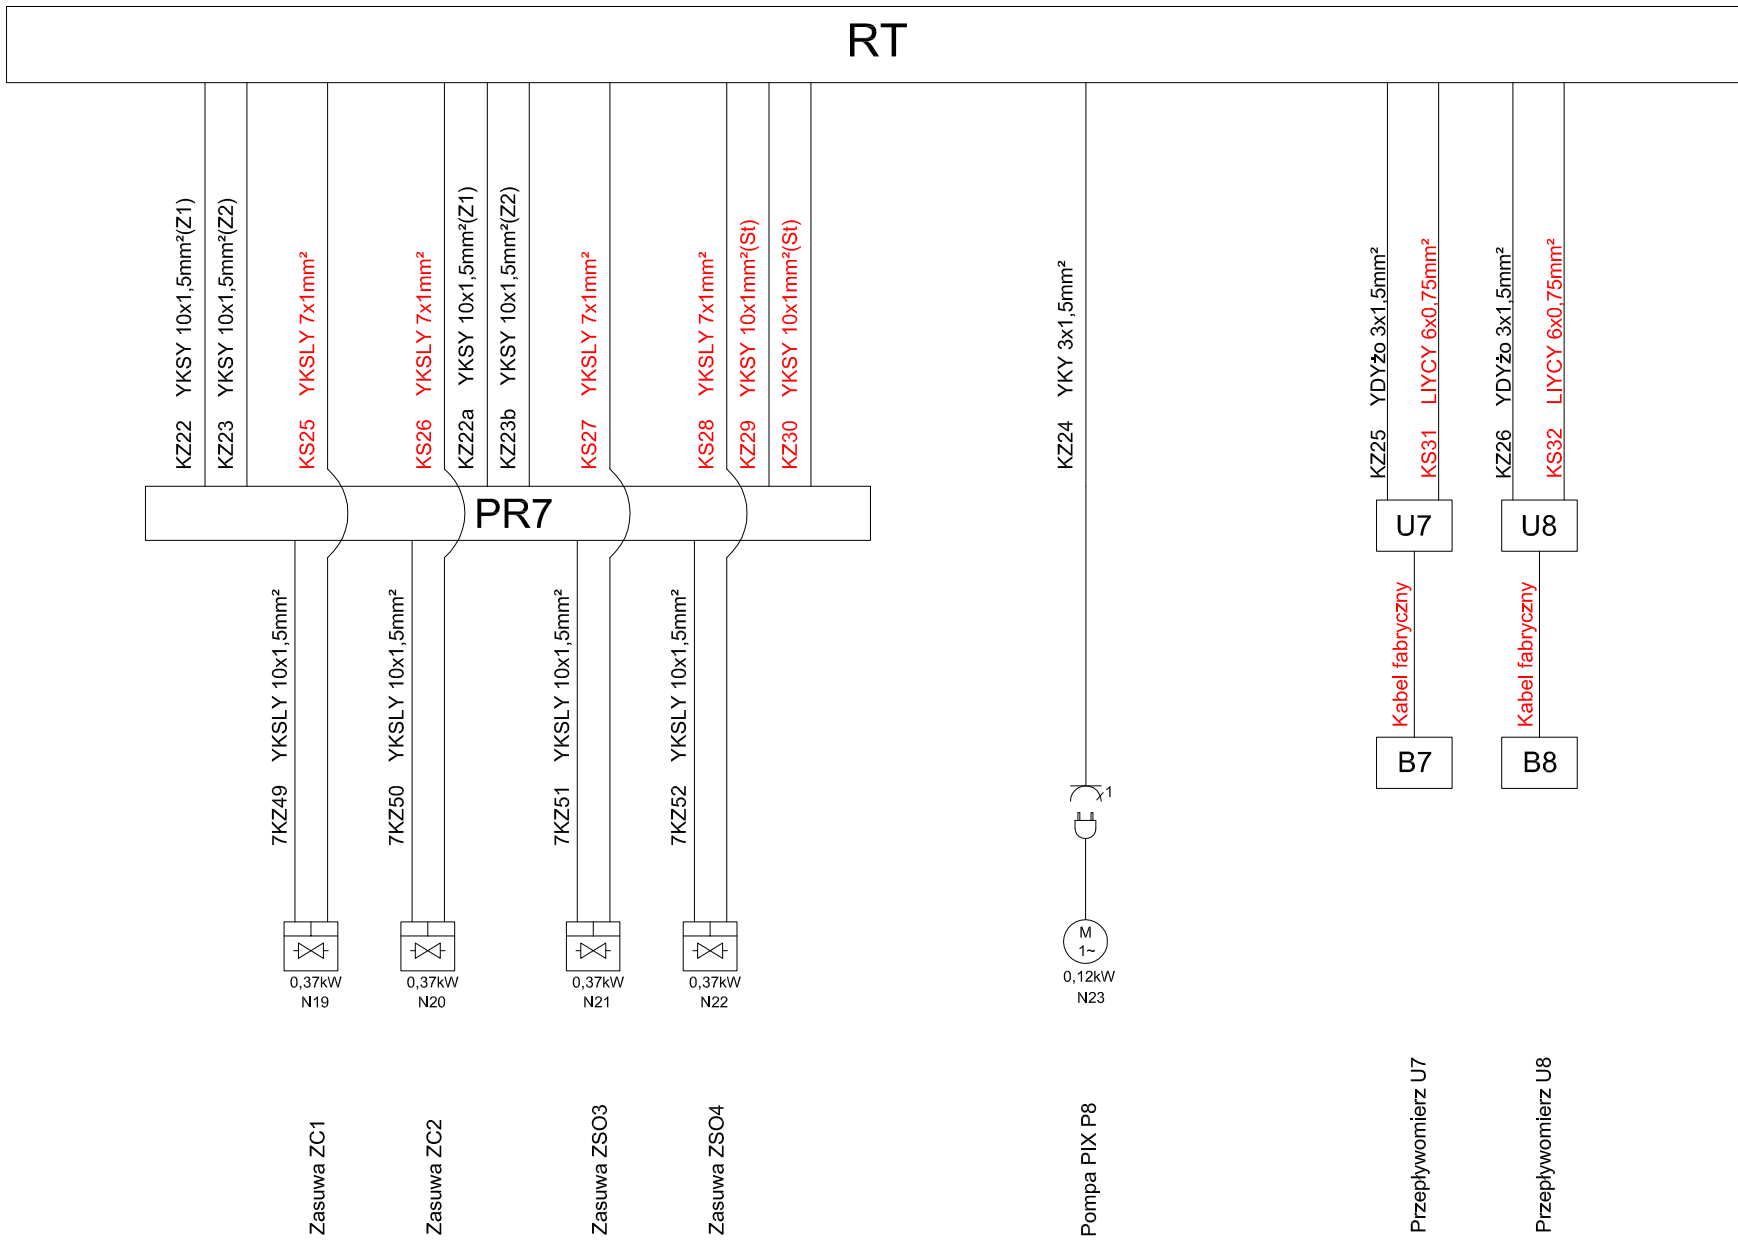 RT
KZ22 YKSY 10x1,5mm²(Z1)
KZ23 YKSY 10x1,5mm²(Z2)
KS25 YKSLY 7x1mm²
KS26 YKSLY 7x1mm²
KZ22a YKSY 10x1,5mm²(Z1)
KZ23b YKSY 10x1,5mm²(Z2)
KS27 YKSLY 7x1mm²
KS28 YKSLY 7x1mm²
KZ29 YKSY 10x1mm²(St)
KZ30 YKSY 10x1mm²(St)
KZ24 YKY 3x1,5mm²
KZ25 YDYżo 3x1,5mm²
KS31 LIYCY 6x0,75mm²
KZ26 YDYżo 3x1,5mm²
KS32 LIYCY 6x0,75mm²
PR7
U7
U8
7KZ49 YKSLY 10x1,5mm²
7KZ50 YKSLY 10x1,5mm²
7KZ51 YKSLY 10x1,5mm²
7KZ52 YKSLY 10x1,5mm²
Kabel fabryczny
Kabel fabryczny
B7
B8
1
M
1~
0,37kW
N19
0,37kW
N20
0,37kW
N21
0,37kW
N22
0,12kW
N23
Zasuwa ZC1
Zasuwa ZC2
Zasuwa ZSO3
Zasuwa ZSO4
Pompa PIX P8
Przepływomierz U7
Przepływomierz U8